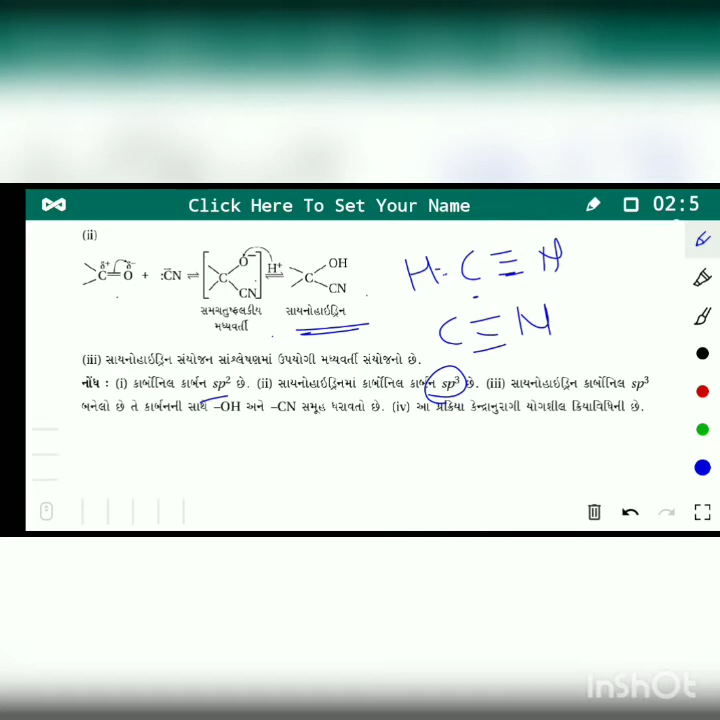 Click Here To Set Your Name 02:5
(ii)
C = O + :CN ⇌ [C O CN] ⇌ H⁺ C OH CN
H : C ≡ N
C ≡ N
સમચતુષ્ફલકીય સાયનોહાઇડ્રિન
મધ્યવર્તી
(iii) સાયનોહાઇડ્રિન સંયોજન સાંશ્લેષણમાં ઉપયોગી મધ્યવર્તી સંયોજનો છે.
નોંધ : (i) કાર્બોનિલ કાર્બન sp² છે. (ii) સાયનોહાઇડ્રિનમાં કાર્બોનિલ કાર્બન sp³ છે. (iii) સાયનોહાઇડ્રિન કાર્બોનિલ sp³
બનેલો છે તે કાર્બનની સાથે –OH અને –CN સમૂહ ધરાવતો છે. (iv) આ પ્રક્રિયા કેન્દ્રાનુરાગી યોગશીલ ક્રિયાવિધિની છે.
InShOt